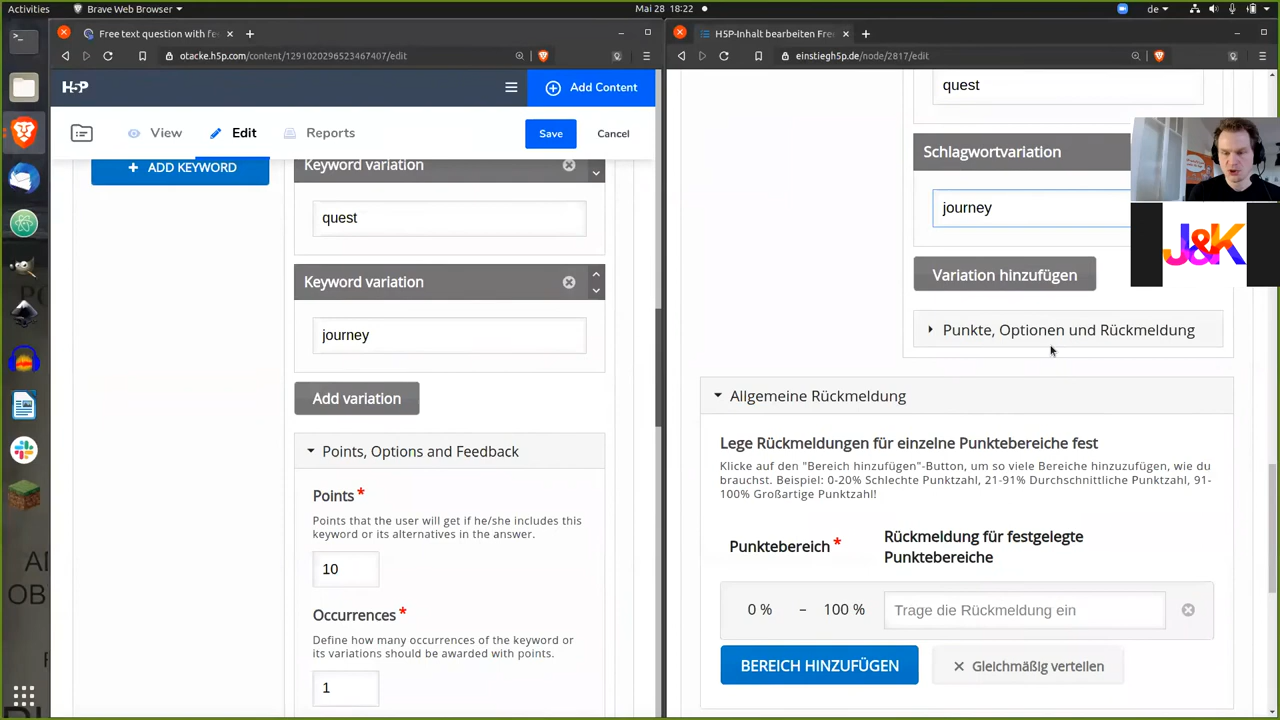 Activities
Brave Web Browser
Mai 28 18:22
de
Free text question with fe
otacke.h5p.com/content/1291020296523467407/edit
H5P
Add Content
View
Edit
Reports
Save
Cancel
+ ADD KEYWORD
Keyword variation
quest
Keyword variation
journey
Add variation
Points, Options and Feedback
Points *
Points that the user will get if he/she includes this
keyword or its alternatives in the answer.
10
Occurrences *
Define how many occurrences of the keyword or
its variations should be awarded with points.
1
H5P-Inhalt bearbeiten Fre
einstiegh5p.de/node/2817/edit
quest
Schlagwortvariation
journey
J&K
Variation hinzufügen
Punkte, Optionen und Rückmeldung
Allgemeine Rückmeldung
Lege Rückmeldungen für einzelne Punktebereiche fest
Klicke auf den "Bereich hinzufügen"-Button, um so viele Bereiche hinzuzufügen, wie du
brauchst. Beispiel: 0-20% Schlechte Punktzahl, 21-91% Durchschnittliche Punktzahl, 91-
100% Großartige Punktzahl!
Punktebereich *
Rückmeldung für festgelegte
Punktebereiche
0 % – 100 %
Trage die Rückmeldung ein
BEREICH HINZUFÜGEN
Gleichmäßig verteilen